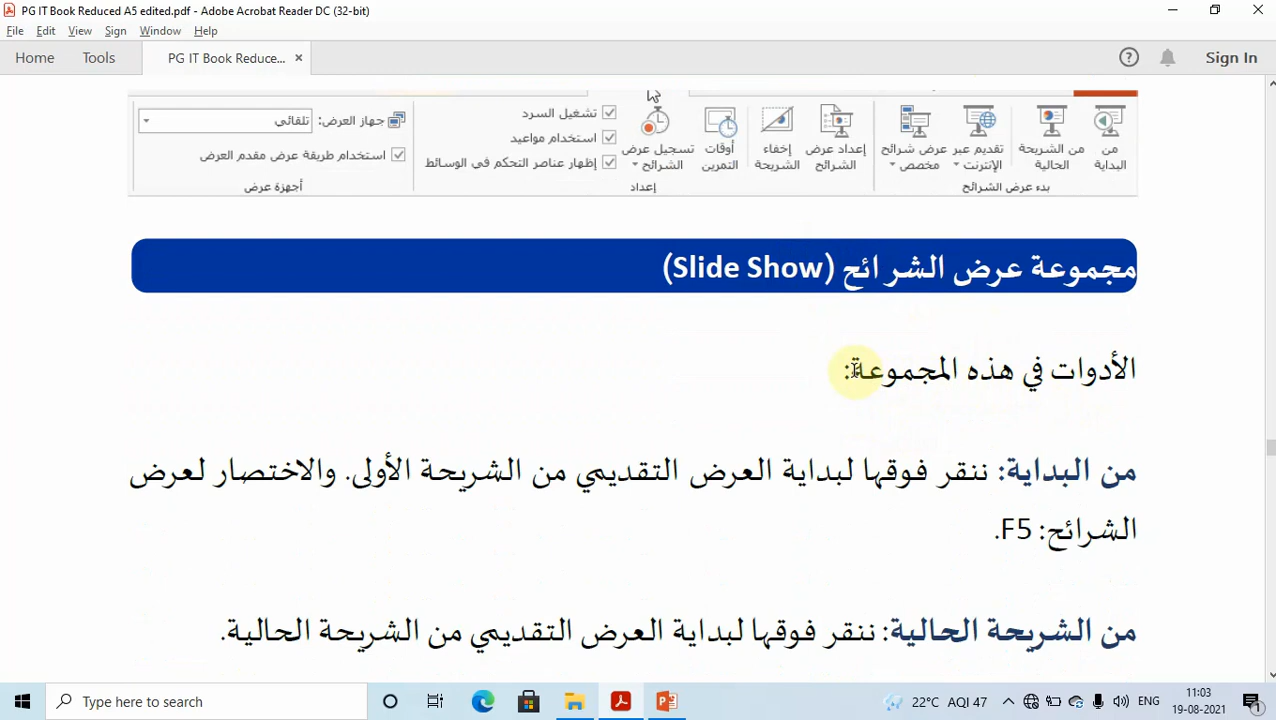 PG IT Book Reduced A5 edited.pdf - Adobe Acrobat Reader DC (32-bit)
File Edit View Sign Window Help
Home Tools PG IT Book Reduce... × Sign In
من البداية
من الشريحة الحالية
تقديم عبر الإنترنت
عرض شرائح مخصص
بدء عرض الشرائح
إعداد عرض الشرائح
إخفاء الشريحة
أوقات التمرين
تسجيل عرض الشرائح
تشغيل السرد
استخدام مواعيد
إظهار عناصر التحكم في الوسائط
إعداد
جهاز العرض: تلقائي
استخدام طريقة عرض مقدم العرض
أجهزة عرض
مجموعة عرض الشرائح (Slide Show)
الأدوات في هذه المجموعة:
من البداية: ننقر فوقها لبداية العرض التقديمي من الشريحة الأولى. والاختصار لعرض
الشرائح: F5.
من الشريحة الحالية: ننقر فوقها لبداية العرض التقديمي من الشريحة الحالية.
Type here to search
22°C AQI 47
ENG
11:03
19-08-2021